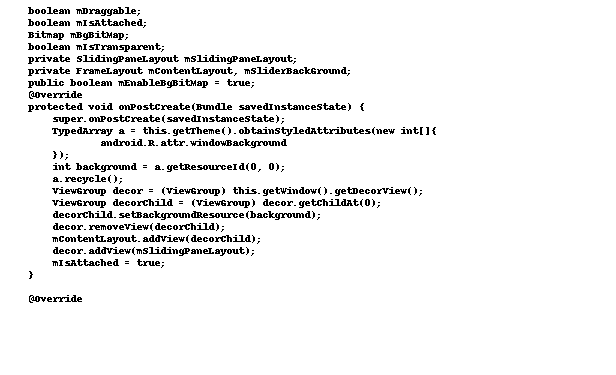 boolean mDraggable;
boolean mIsAttached;
Bitmap mBgBitMap;
boolean mIsTransparent;
private SlidingPaneLayout mSlidingPaneLayout;
private FrameLayout mContentLayout, mSliderBackGround;
public boolean mEnableBgBitMap = true;
@Override
protected void onPostCreate(Bundle savedInstanceState) {
    super.onPostCreate(savedInstanceState);
    TypedArray a = this.getTheme().obtainStyledAttributes(new int[]{
            android.R.attr.windowBackground
    });
    int background = a.getResourceId(0, 0);
    a.recycle();
    ViewGroup decor = (ViewGroup) this.getWindow().getDecorView();
    ViewGroup decorChild = (ViewGroup) decor.getChildAt(0);
    decorChild.setBackgroundResource(background);
    decor.removeView(decorChild);
    mContentLayout.addView(decorChild);
    decor.addView(mSlidingPaneLayout);
    mIsAttached = true;
}

@Override